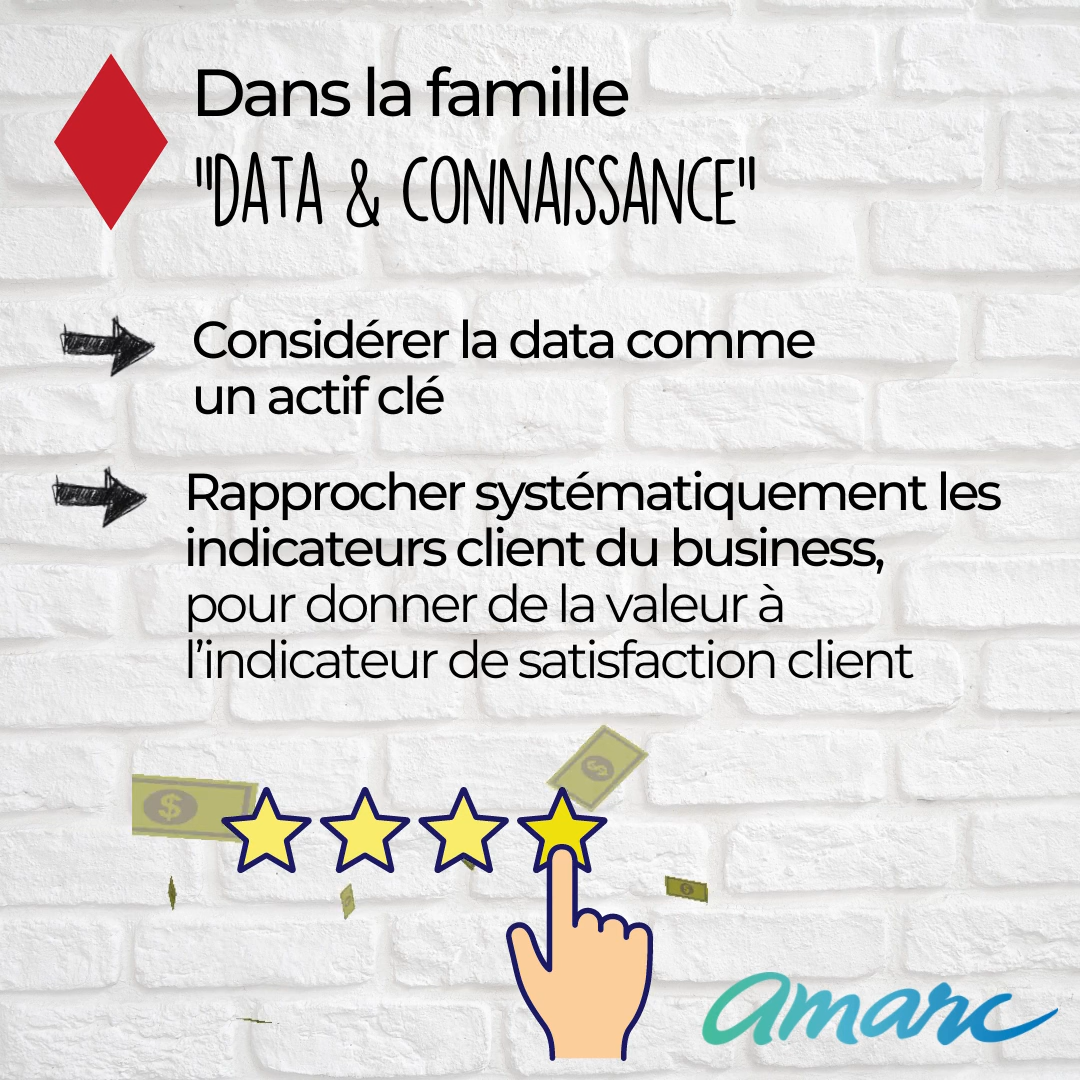 Dans la famille
"DATA & CONNAISSANCE"
Considérer la data comme
un actif clé
Rapprocher systématiquement les
indicateurs client du business,
pour donner de la valeur à
l’indicateur de satisfaction client
$
$
amarc